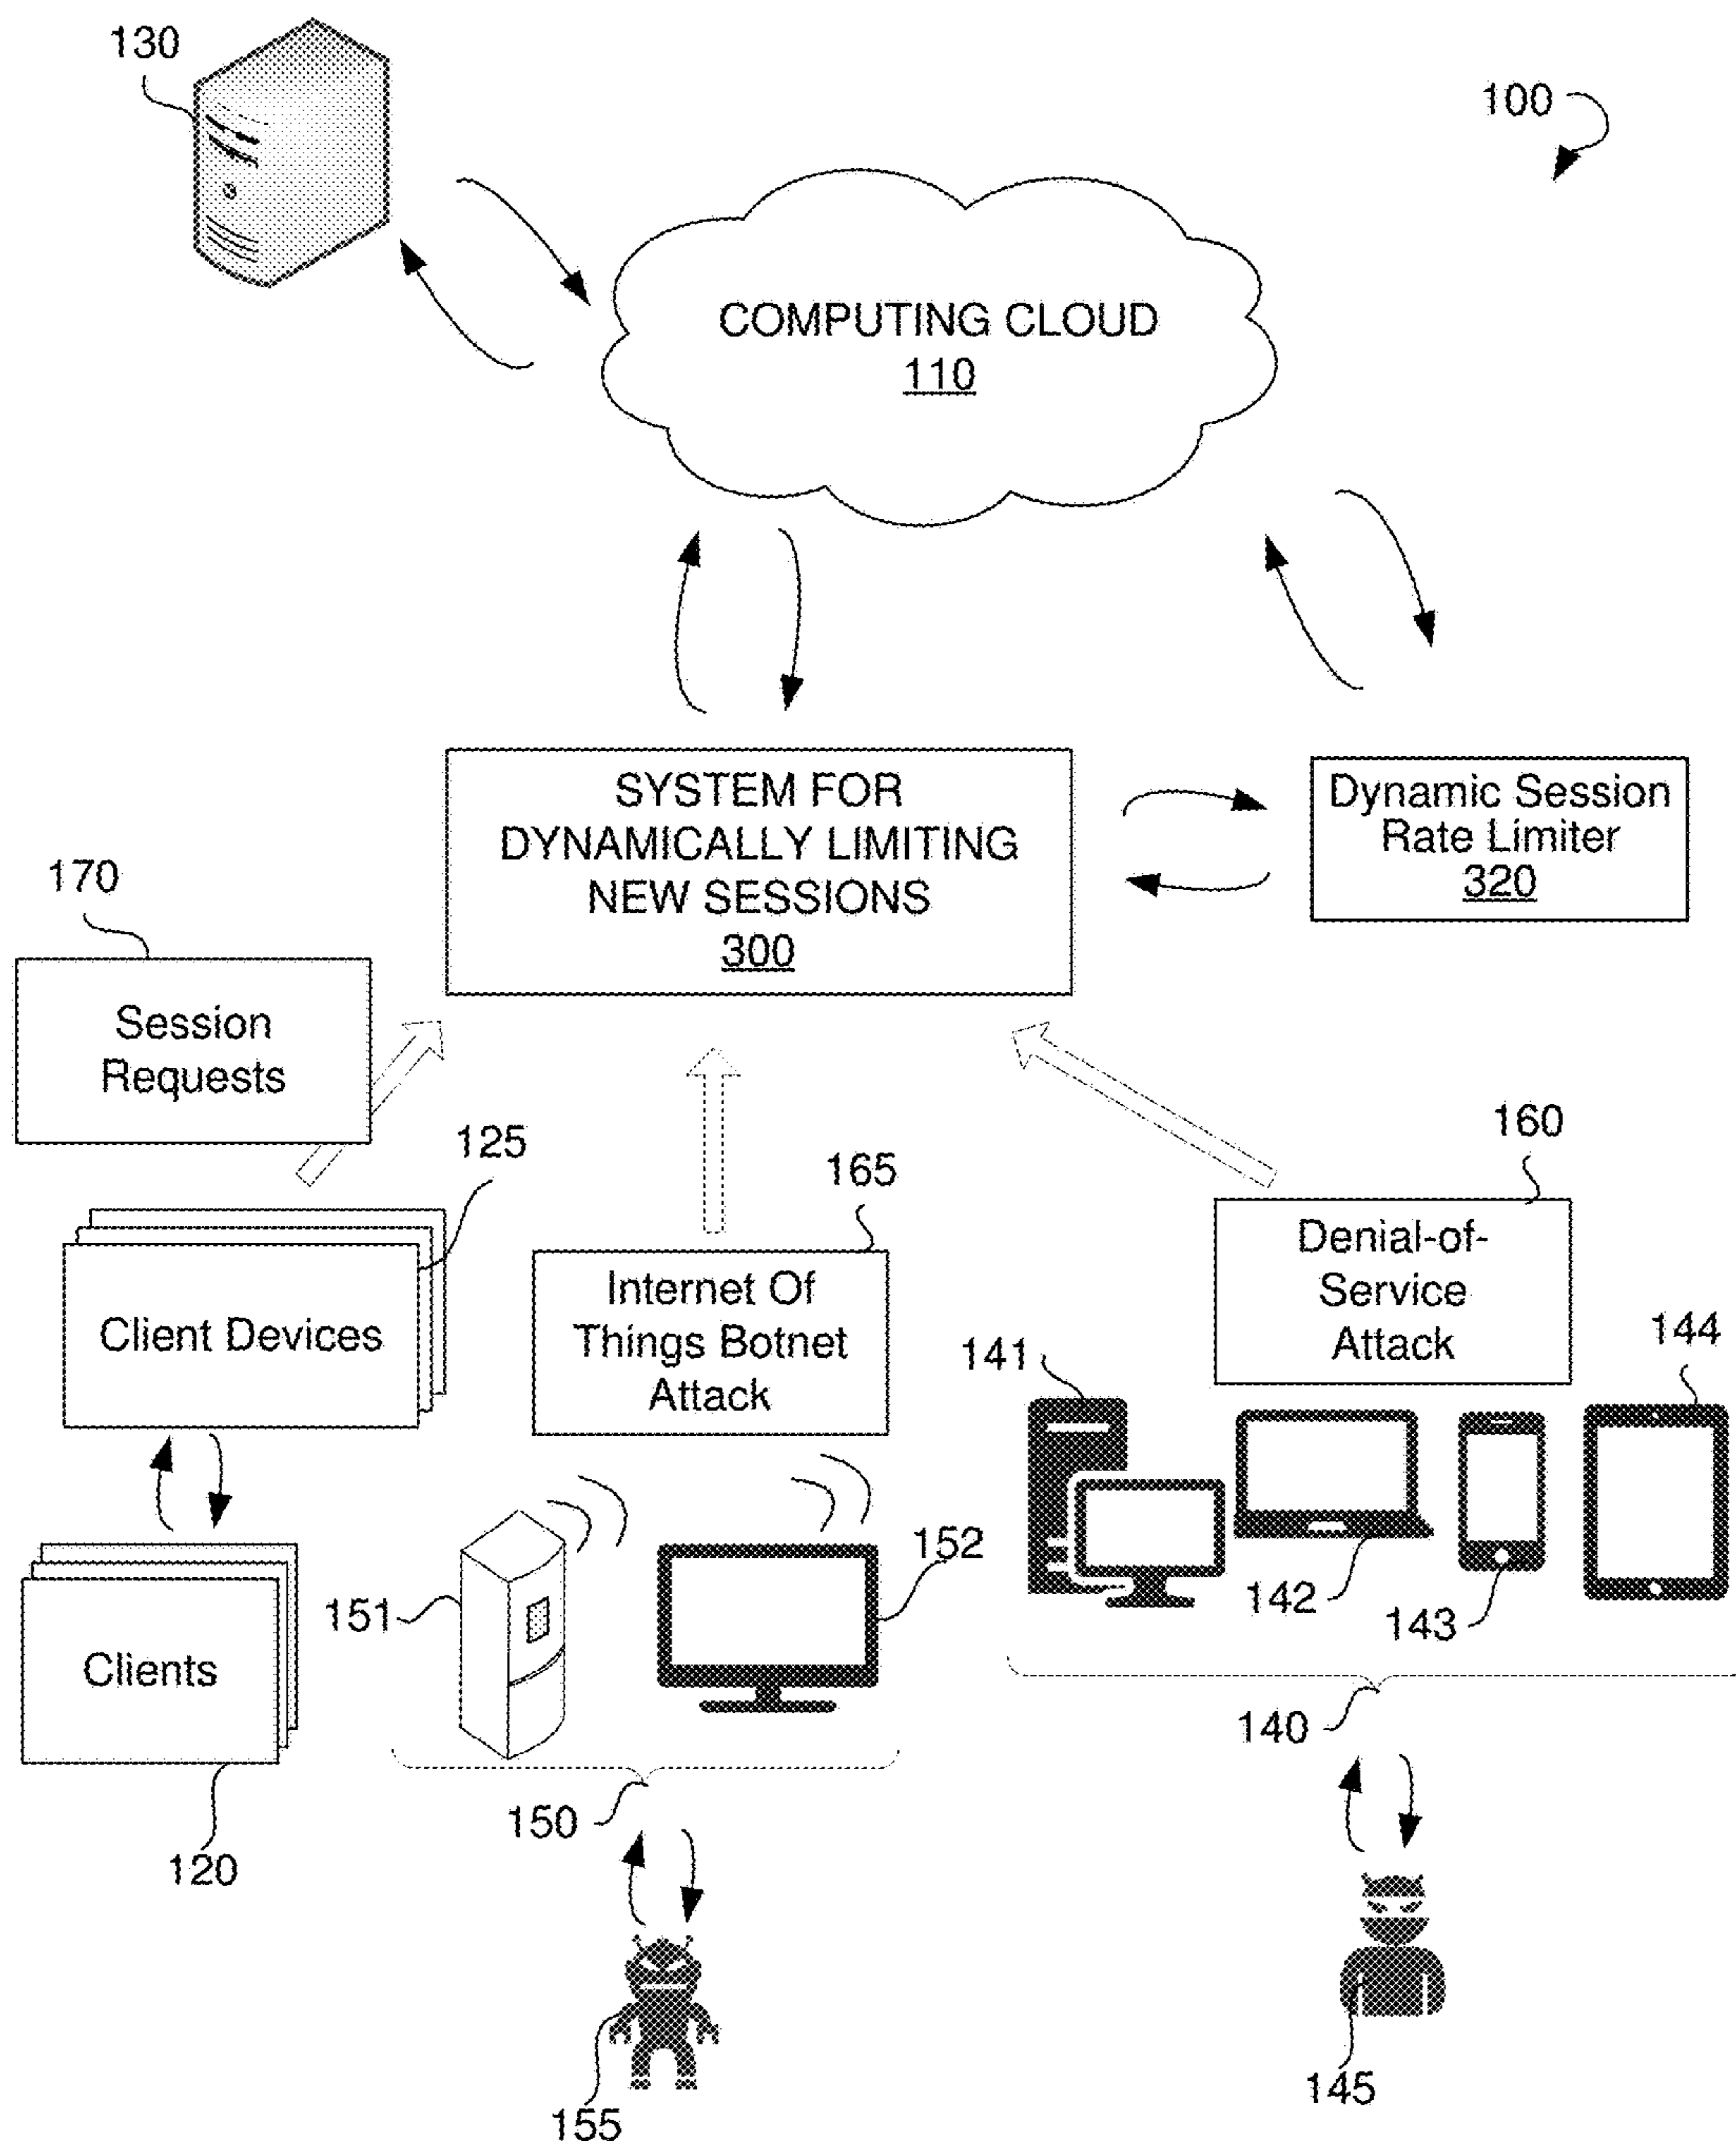 130
100
COMPUTING CLOUD
110
SYSTEM FOR
DYNAMICALLY LIMITING
NEW SESSIONS
300
Dynamic Session
Rate Limiter
320
170
Session
Requests
125
165
160
Client Devices
Internet Of
Things Botnet
Attack
Denial-of-
Service
Attack
141
144
151
152
142
143
Clients
140
150
120
155
145